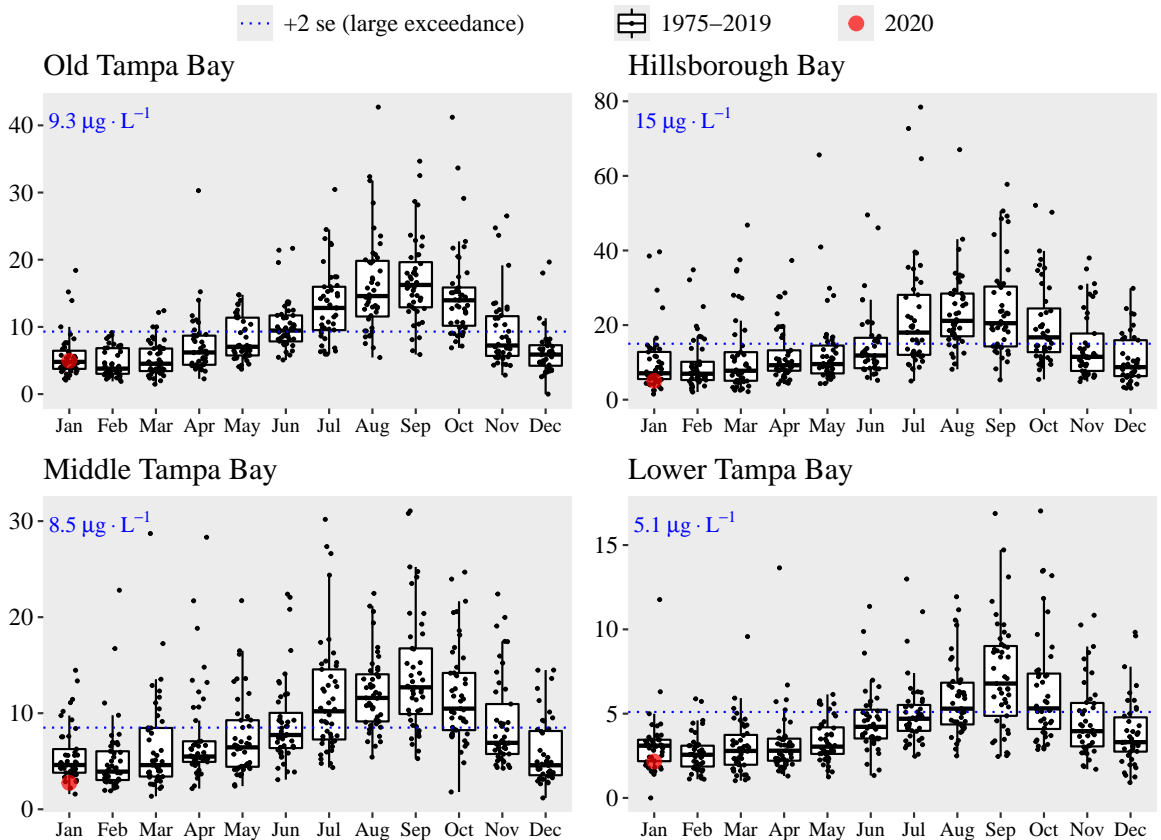 +2 se (large exceedance) 1975–2019 2020
Old Tampa Bay
9.3 μg · L⁻¹
40
30
20
10
0
Jan Feb Mar Apr May Jun Jul Aug Sep Oct Nov Dec
Hillsborough Bay
15 μg · L⁻¹
80
60
40
20
0
Jan Feb Mar Apr May Jun Jul Aug Sep Oct Nov Dec
Middle Tampa Bay
8.5 μg · L⁻¹
30
20
10
0
Jan Feb Mar Apr May Jun Jul Aug Sep Oct Nov Dec
Lower Tampa Bay
5.1 μg · L⁻¹
15
10
5
0
Jan Feb Mar Apr May Jun Jul Aug Sep Oct Nov Dec